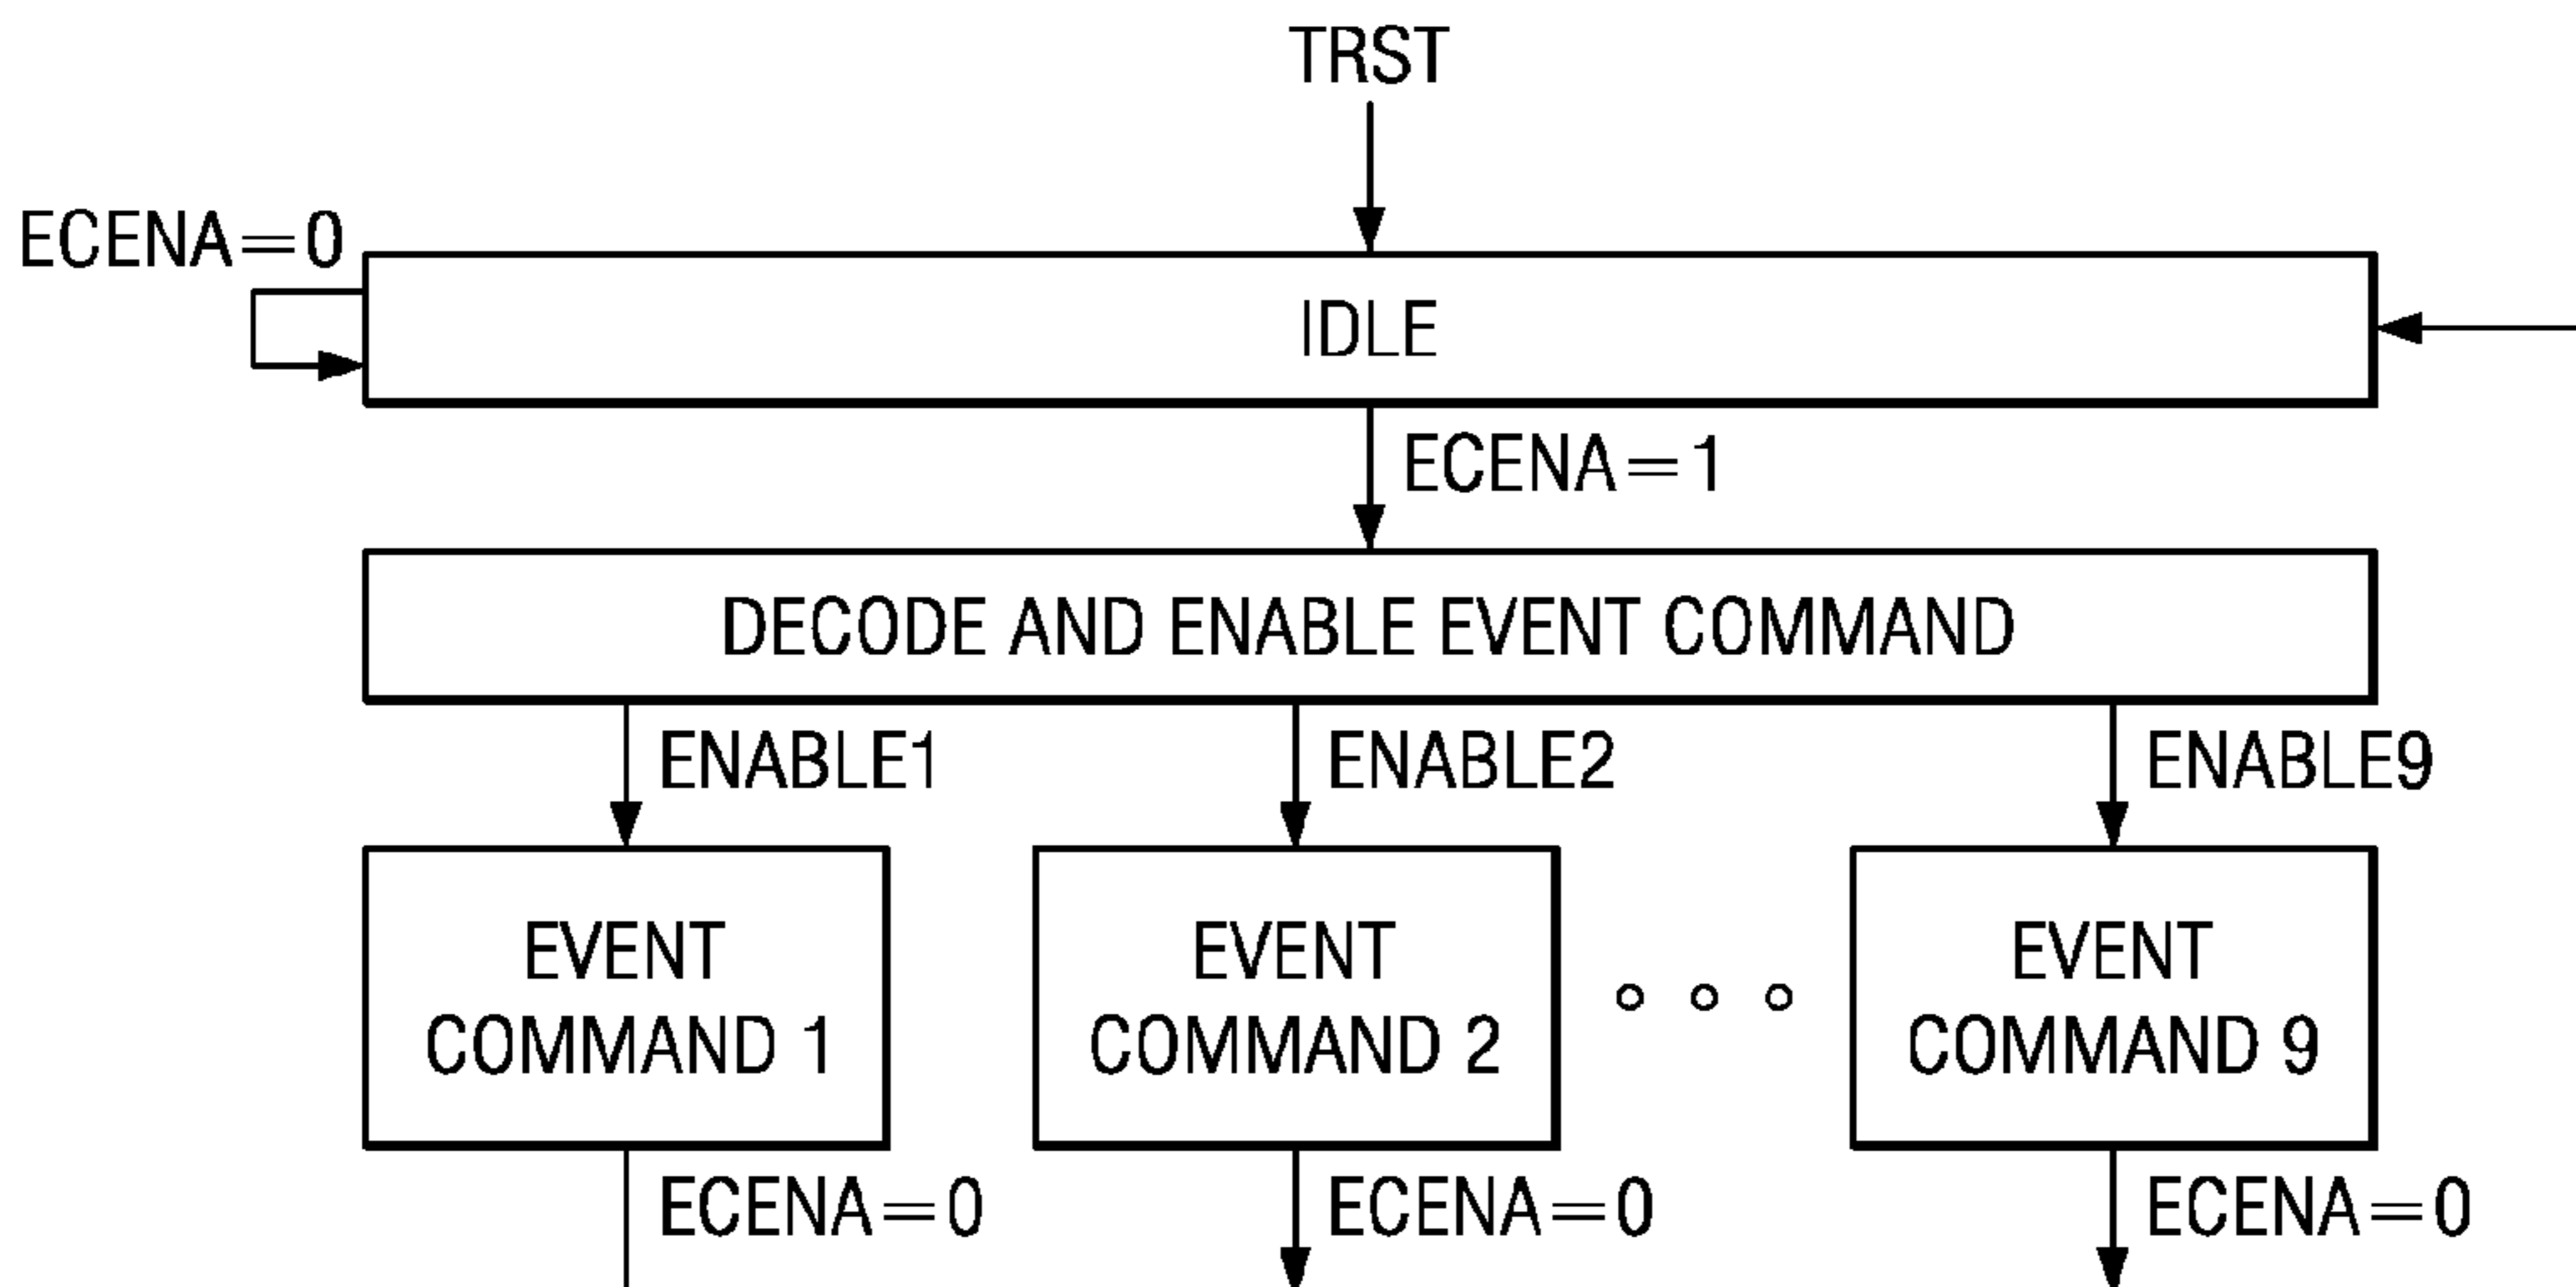 TRST
ECENA=0
IDLE
ECENA=1
DECODE AND ENABLE EVENT COMMAND
ENABLE1
ENABLE2
ENABLE9
EVENT
COMMAND 1
EVENT
COMMAND 2
EVENT
COMMAND 9
ECENA=0
ECENA=0
ECENA=0